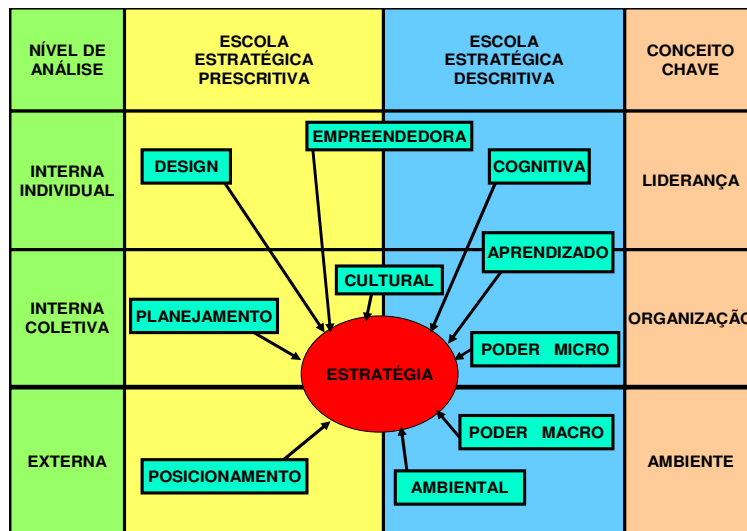 NÍVEL DE
ANÁLISE
ESCOLA
ESTRATÉGICA
PRESCRITIVA
ESCOLA
ESTRATÉGICA
DESCRITIVA
CONCEITO
CHAVE
INTERNA
INDIVIDUAL
DESIGN
EMPREENDEDORA
COGNITIVA
LIDERANÇA
APRENDIZADO
INTERNA
COLETIVA
PLANEJAMENTO
CULTURAL
ORGANIZAÇÃO
PODER MICRO
ESTRATÉGIA
EXTERNA
POSICIONAMENTO
PODER MACRO
AMBIENTAL
AMBIENTE